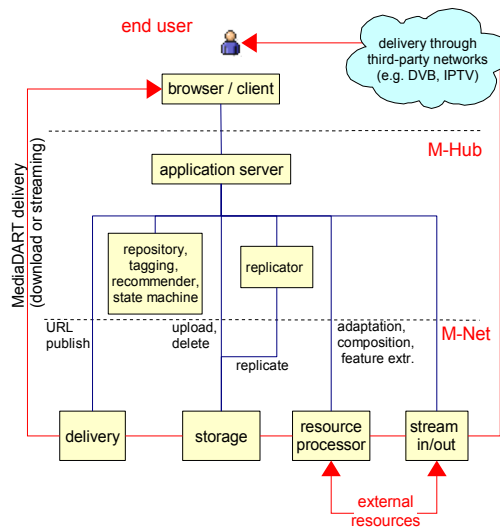 end user
delivery through
third-party networks
(e.g. DVB, IPTV)
browser / client
M-Hub
application server
MediaDART delivery
(download or streaming)
repository,
tagging,
recommender,
state machine
replicator
M-Net
URL
publish
upload,
delete
replicate
adaptation,
composition,
feature extr.
delivery
storage
resource
processor
stream
in/out
external
resources